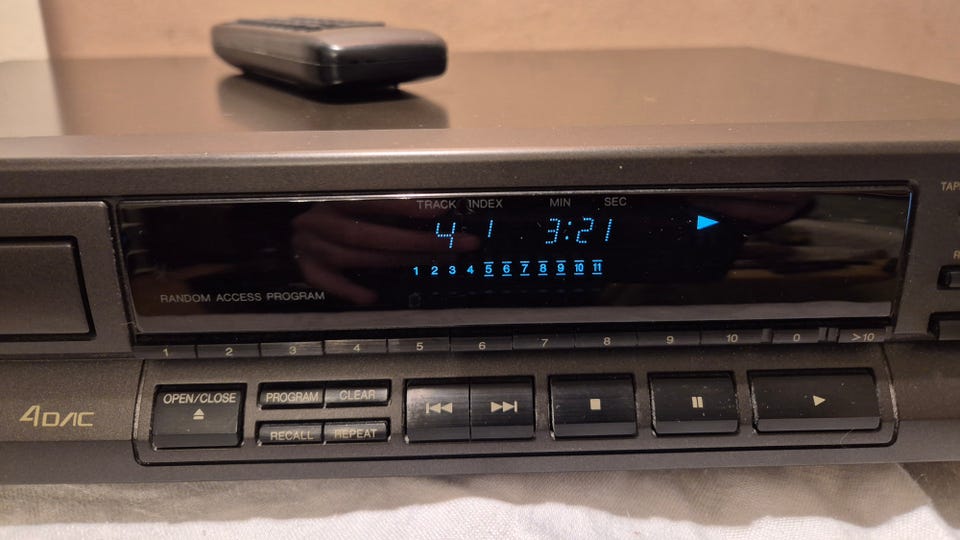 TAP
TRACK INDEX MIN SEC
4 1 3:21
R
1 2 3 4 5 6 7 8 9 10 11
RANDOM ACCESS PROGRAM
1 2 3 4 5 6 7 8 9 10 0 >10
OPEN/CLOSE PROGRAM CLEAR
4DAC
RECALL REPEAT